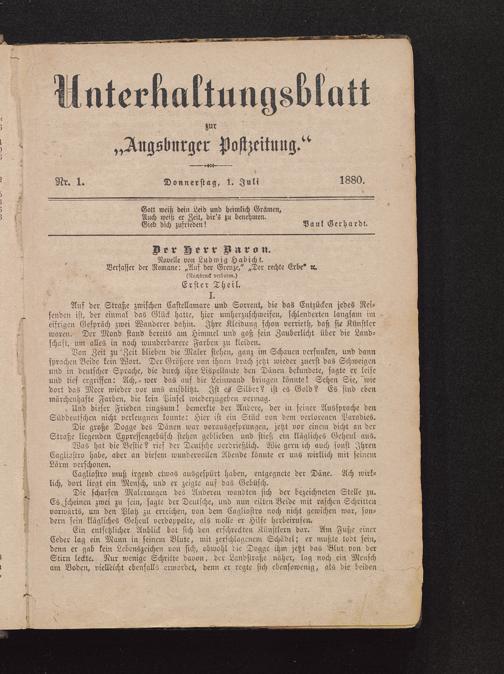 Unterhaltungsblatt
zur
„Augsburger Postzeitung.“
Nr. 1. Donnerstag, 1. Juli 1880.
Gott weiß dein Leid und heimlich Grämen,
Auch weiß er Zeit, dir's zu benehmen.
Gieb dich zufrieden! Paul Gerhardt.
Der Herr Baron.
Novelle von Ludwig Habicht.
Verfasser der Romane: „Auf der Grenze,“ „Der rechte Erbe“ ꝛc.
(Nachdruck verboten.)
Erster Theil.
I.
Auf der Straße zwischen Castellamare und Sorrent, die das Entzücken jedes Rei-
senden ist, der einmal das Glück hatte, hier umherzuschweifen, schlenderten langsam im
eifrigen Gespräch zwei Wanderer dahin. Ihre Kleidung schon verrieth, daß sie Künstler
waren. Der Mond stand bereits am Himmel und goß sein Zauberlicht über die Land-
schaft, um alles in noch wunderbarere Farben zu kleiden.
Von Zeit zu Zeit blieben die Maler stehen, ganz im Schauen versunken, und dann
sprachen Beide kein Wort. Der Größere von ihnen brach jetzt wieder zuerst das Schweigen
und in deutscher Sprache, die durch ihre Lispellaute den Dänen bekundete, sagte er leise
und tief ergriffen: Ach, wer das auf die Leinwand bringen könnte! Sehen Sie, wie
dort das Meer wieder vor uns aufblitzt. Ist es Silber? ist es Gold? Es sind eben
märchenhafte Farben, die kein Pinsel wiederzugeben vermag.
Und dieser Frieden ringsum! bemerkte der Andere, der in seiner Aussprache den
Süddeutschen nicht verleugnen konnte: Hier ist ein Stück von dem verlorenen Paradies.
Die große Dogge des Dänen war vorausgesprungen, jetzt vor einem dicht an der
Straße liegenden Cypressengebüsch stehen geblieben und stieß ein klägliches Geheul aus.
Was hat die Bestie? rief der Deutsche verdrießlich. Wie gern ich auch sonst Ihren
Cagliostro habe, aber an diesem wundervollen Abende könnte er uns wirklich mit seinem
Lärm verschonen.
Cagliostro muß irgend etwas ausgespürt haben, entgegnete der Däne. Ach wirk-
lich, dort liegt ein Mensch, und er zeigte auf das Gebüsch.
Die scharfen Maleraugen des Anderen wandten sich der bezeichneten Stelle zu.
Es scheinen zwei zu sein, sagte der Deutsche, und nun eilten Beide mit raschen Schritten
vorwärts, um den Platz zu erreichen, von dem Cagliostro noch nicht gewichen war, son-
dern sein klägliches Geheul verdoppelte, als wolle er Hilfe herbeirufen.
Ein entsetzlicher Anblick bot sich den erschreckten Künstlern dar. Am Fuße einer
Ceder lag ein Mann in seinem Blute, mit zerschlagenem Schädel; er mußte todt sein,
denn er gab kein Lebenszeichen von sich, obwohl die Dogge ihm jetzt das Blut von der
Stirn leckte. Nur wenige Schritte davon, der Landstraße näher, lag noch ein Mensch
am Boden, vielleicht ebenfalls ermordet, denn er regte sich ebensowenig, als die beiden